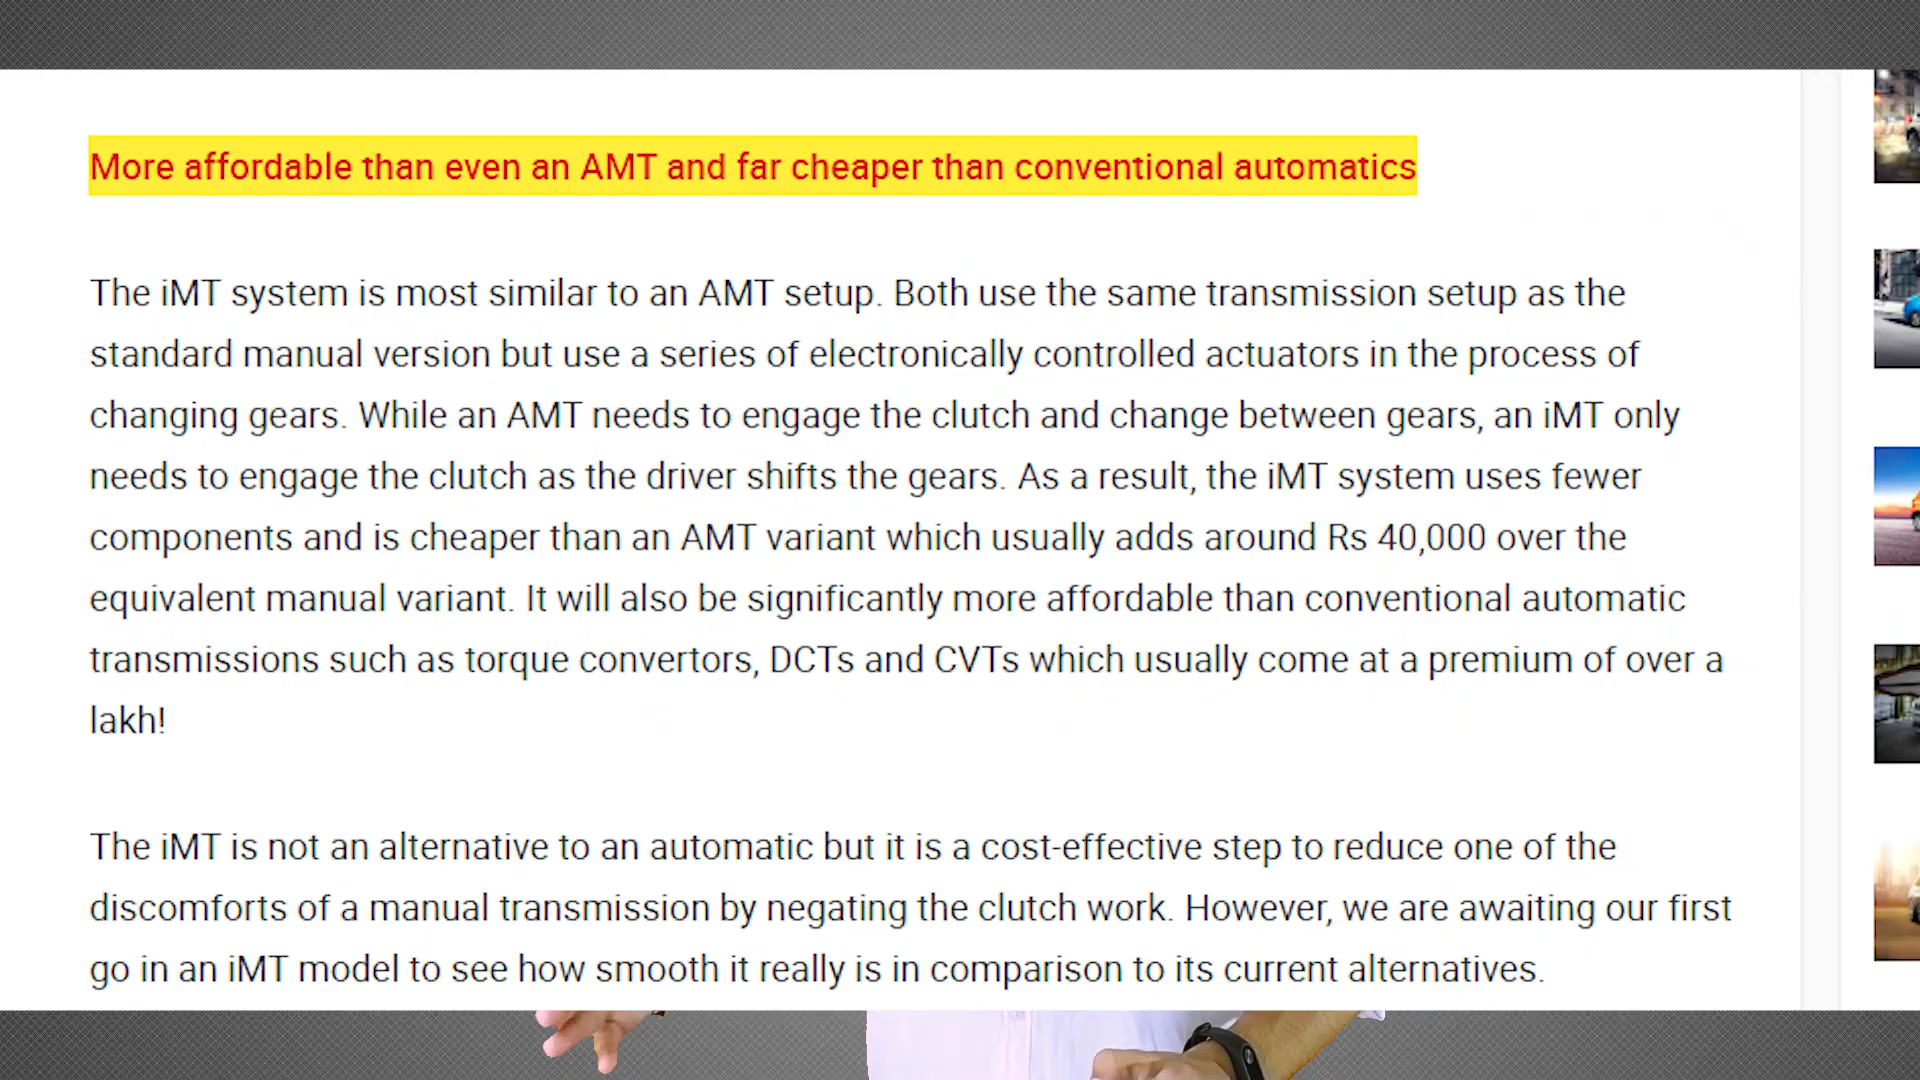 More affordable than even an AMT and far cheaper than conventional automatics
The iMT system is most similar to an AMT setup. Both use the same transmission setup as the
standard manual version but use a series of electronically controlled actuators in the process of
changing gears. While an AMT needs to engage the clutch and change between gears, an iMT only
needs to engage the clutch as the driver shifts the gears. As a result, the iMT system uses fewer
components and is cheaper than an AMT variant which usually adds around Rs 40,000 over the
equivalent manual variant. It will also be significantly more affordable than conventional automatic
transmissions such as torque convertors, DCTs and CVTs which usually come at a premium of over a
lakh!
The iMT is not an alternative to an automatic but it is a cost-effective step to reduce one of the
discomforts of a manual transmission by negating the clutch work. However, we are awaiting our first
go in an iMT model to see how smooth it really is in comparison to its current alternatives.